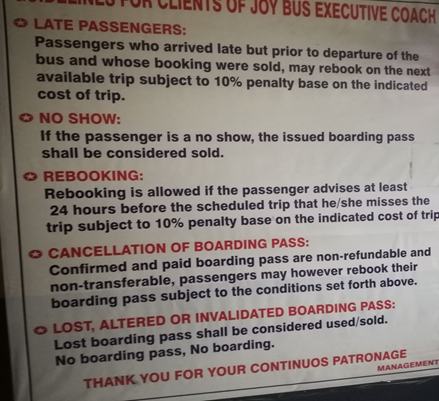 GUIDELINES FOR CLIENTS OF JOY BUS EXECUTIVE COACH
LATE PASSENGERS:
Passengers who arrived late but prior to departure of the
bus and whose booking were sold, may rebook on the next
available trip subject to 10% penalty base on the indicated
cost of trip.
NO SHOW:
If the passenger is a no show, the issued boarding pass
shall be considered sold.
REBOOKING:
Rebooking is allowed if the passenger advises at least
24 hours before the scheduled trip that he/she misses the
trip subject to 10% penalty base on the indicated cost of trip
CANCELLATION OF BOARDING PASS:
Confirmed and paid boarding pass are non-refundable and
non-transferable, passengers may however rebook their
boarding pass subject to the conditions set forth above.
LOST, ALTERED OR INVALIDATED BOARDING PASS:
Lost boarding pass shall be considered used/sold.
No boarding pass, No boarding.
THANK YOU FOR YOUR CONTINUOS PATRONAGE
MANAGEMENT